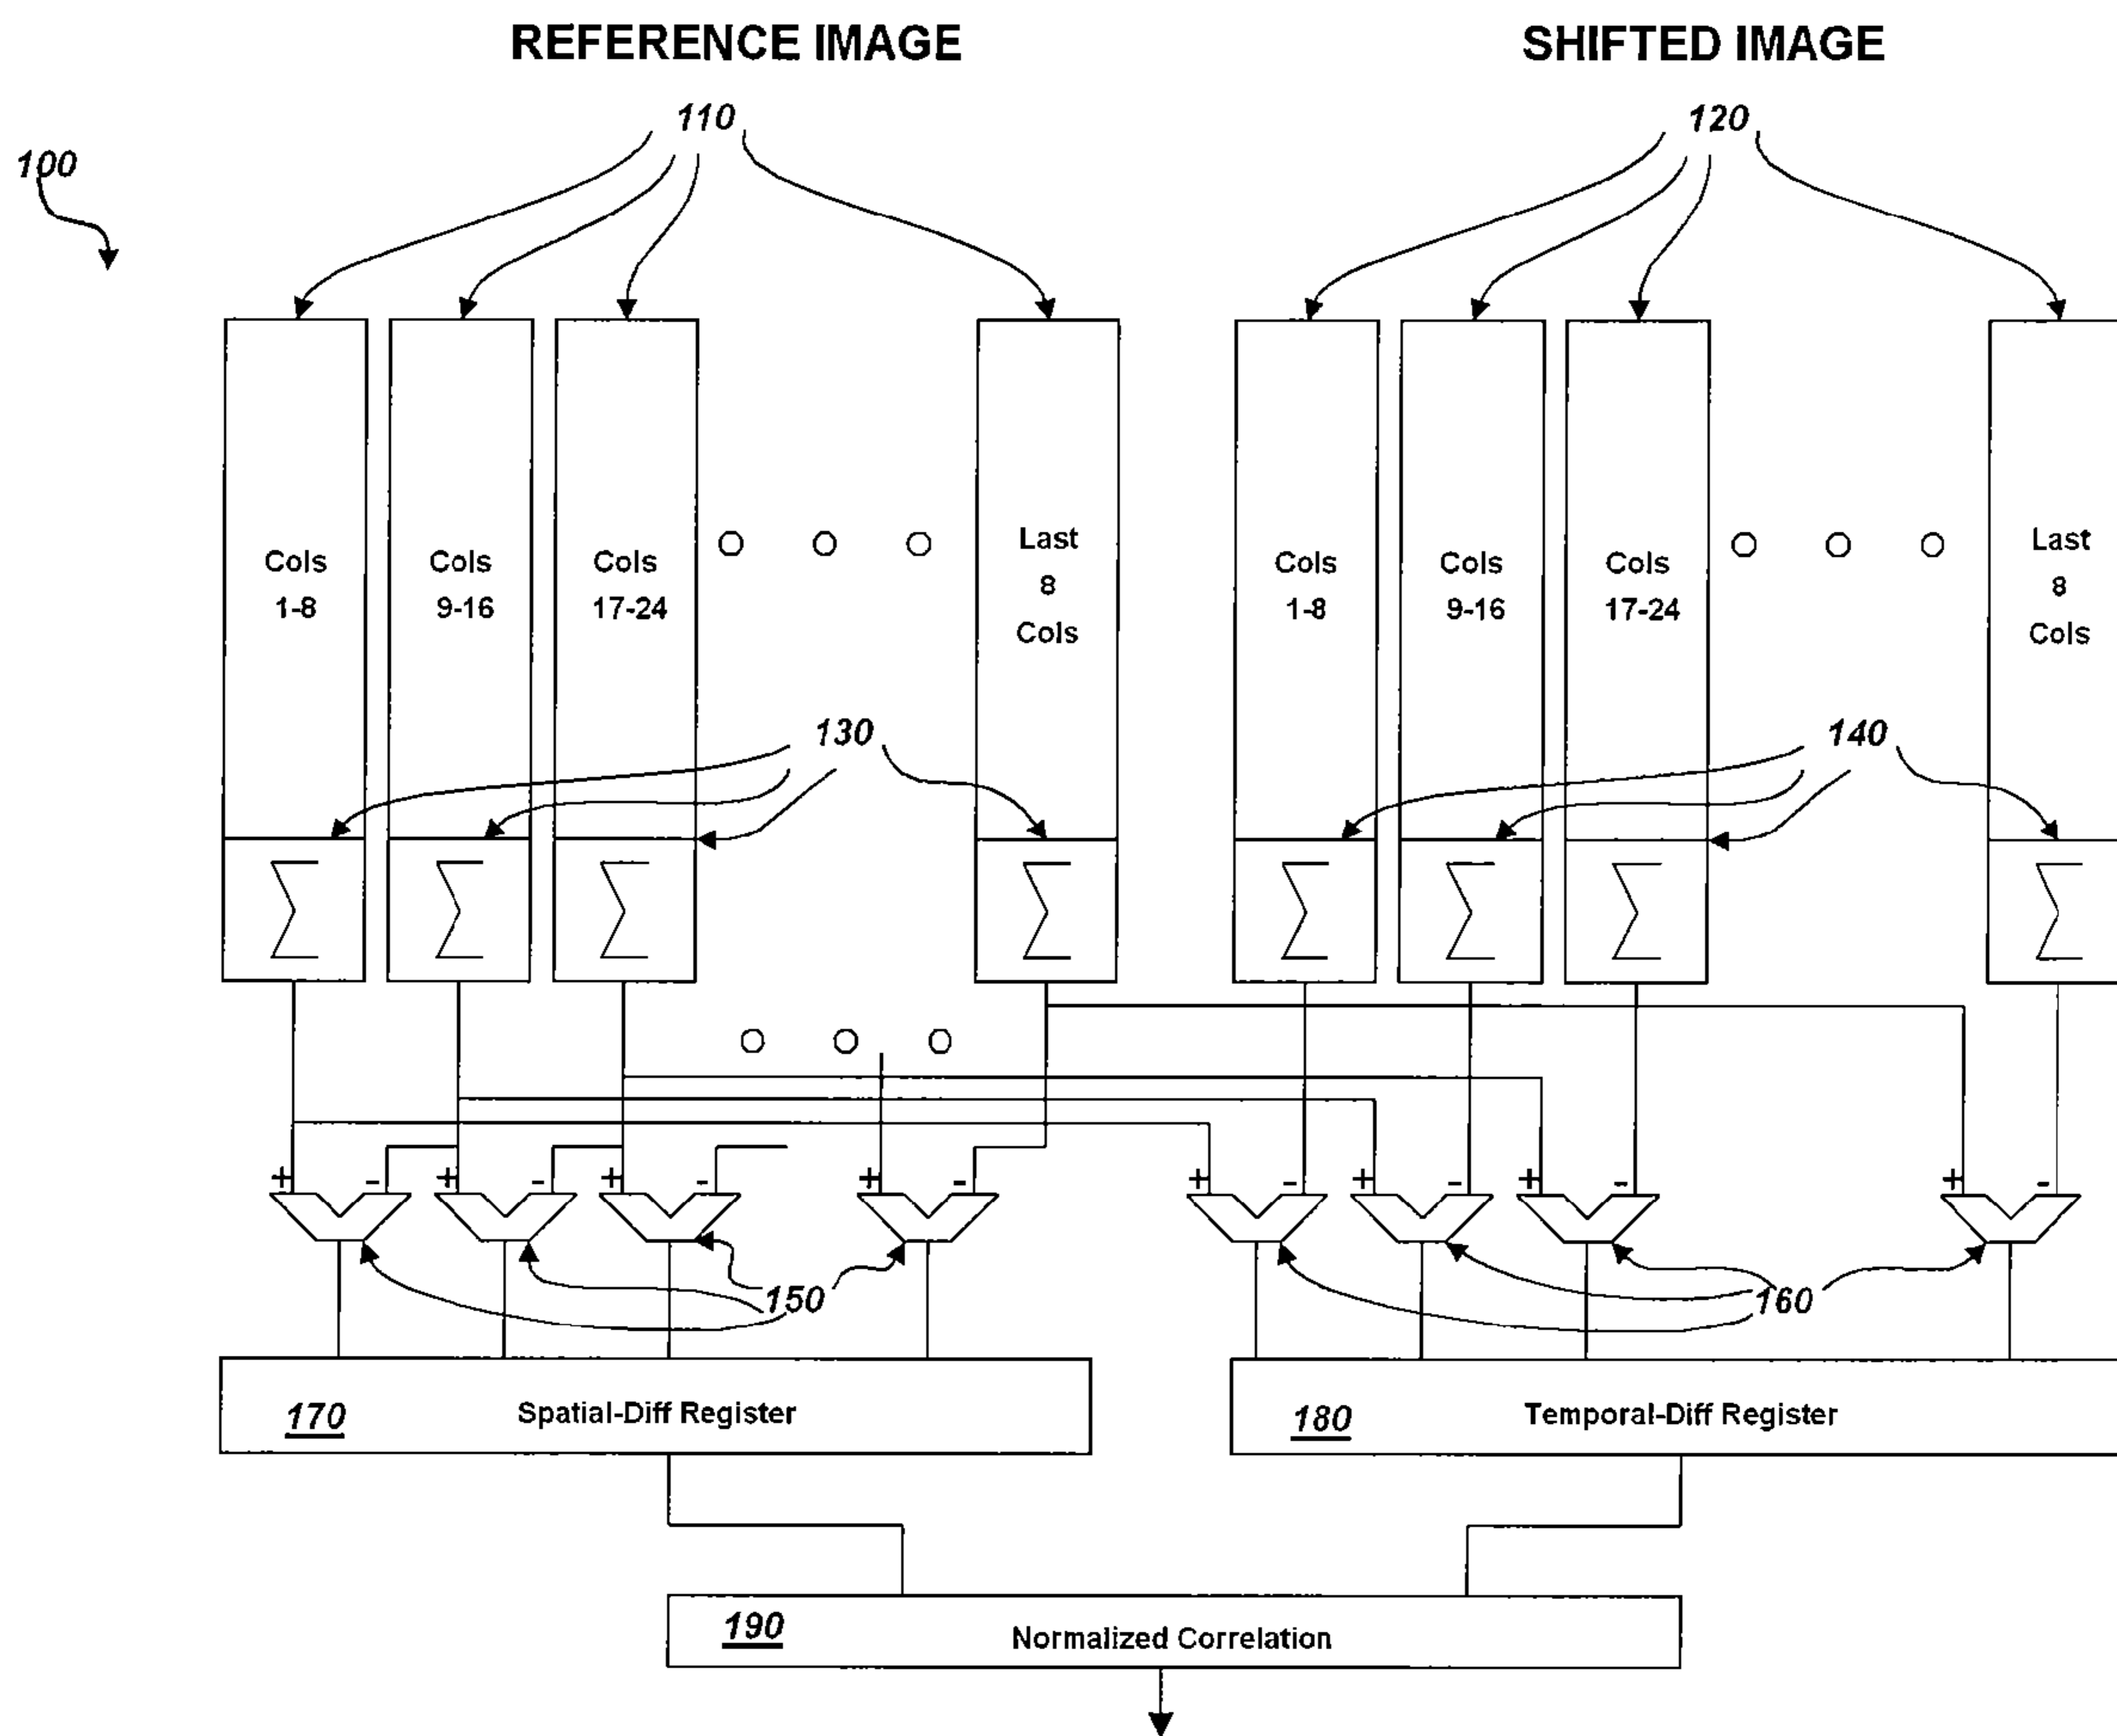 REFERENCE IMAGE
SHIFTED IMAGE
100
110
120
Cols
1-8
Cols
9-16
Cols
17-24
Last
8
Cols
Cols
1-8
Cols
9-16
Cols
17-24
Last
8
Cols
130
140
∑ ∑ ∑ ∑ ∑ ∑ ∑ ∑
+ - + - + - + - + - + - + - + -
150
160
170 Spatial-Diff Register
180 Temporal-Diff Register
190 Normalized Correlation